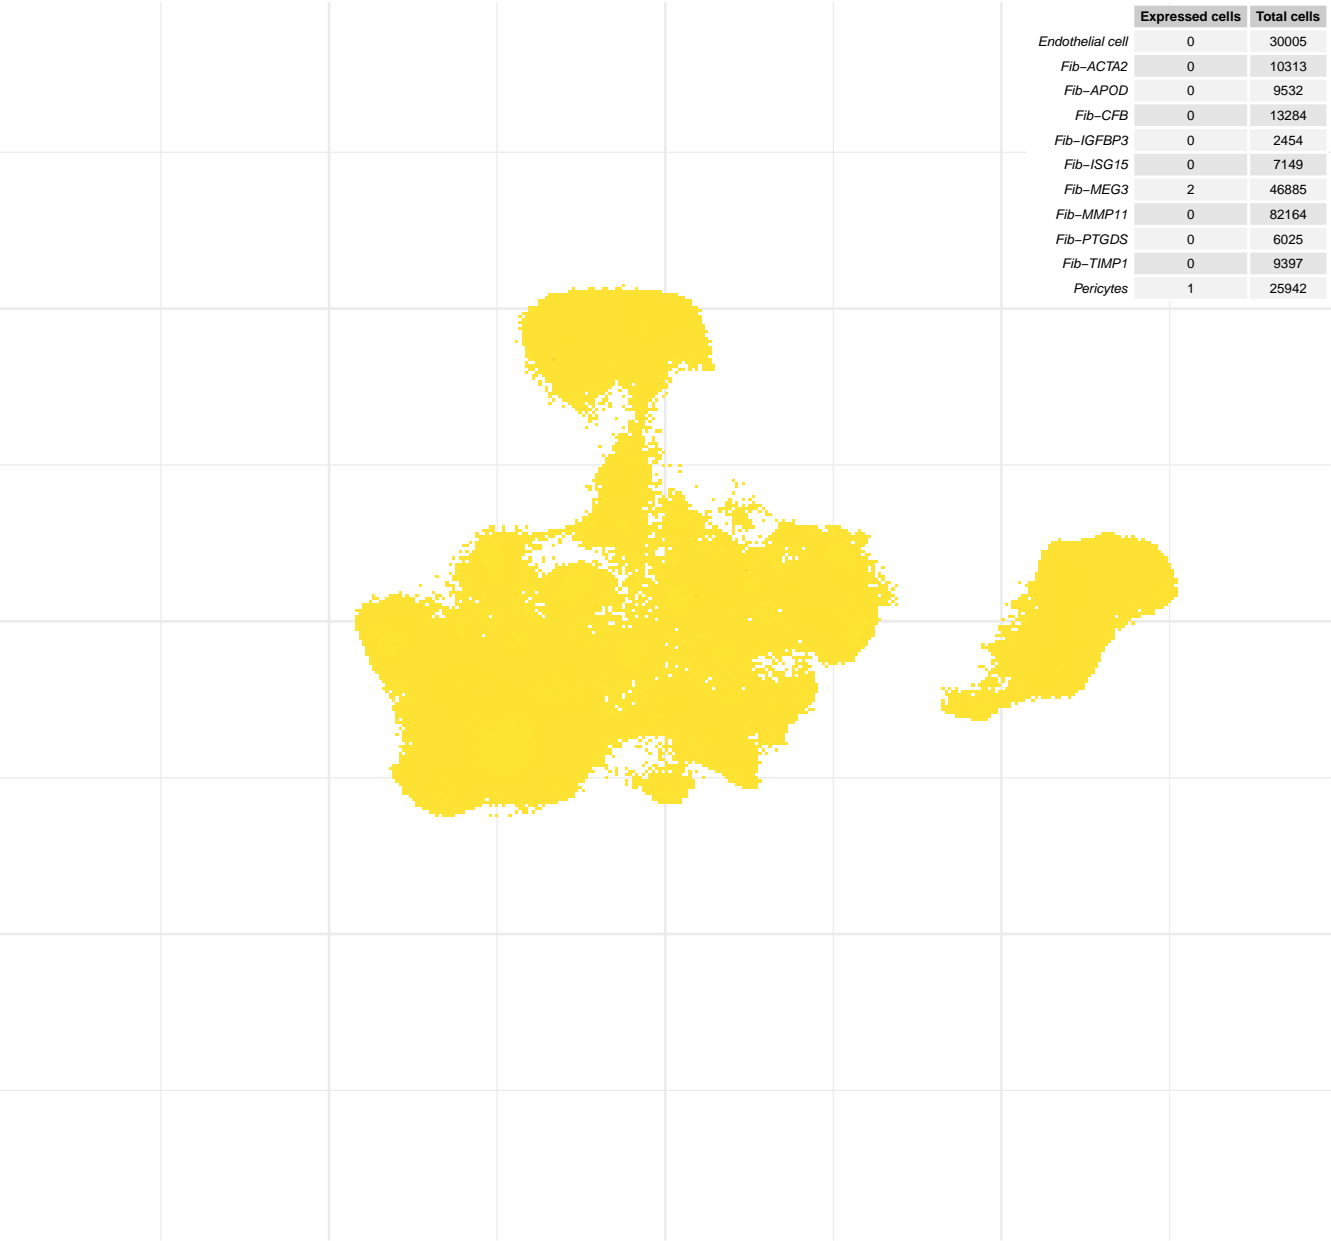 Expressed cells Total cells
Endothelial cell 0 30005
Fib−ACTA2 0 10313
Fib−APOD 0 9532
Fib−CFB 0 13284
Fib−IGFBP3 0 2454
Fib−ISG15 0 7149
Fib−MEG3 2 46885
Fib−MMP11 0 82164
Fib−PTGDS 0 6025
Fib−TIMP1 0 9397
Pericytes 1 25942